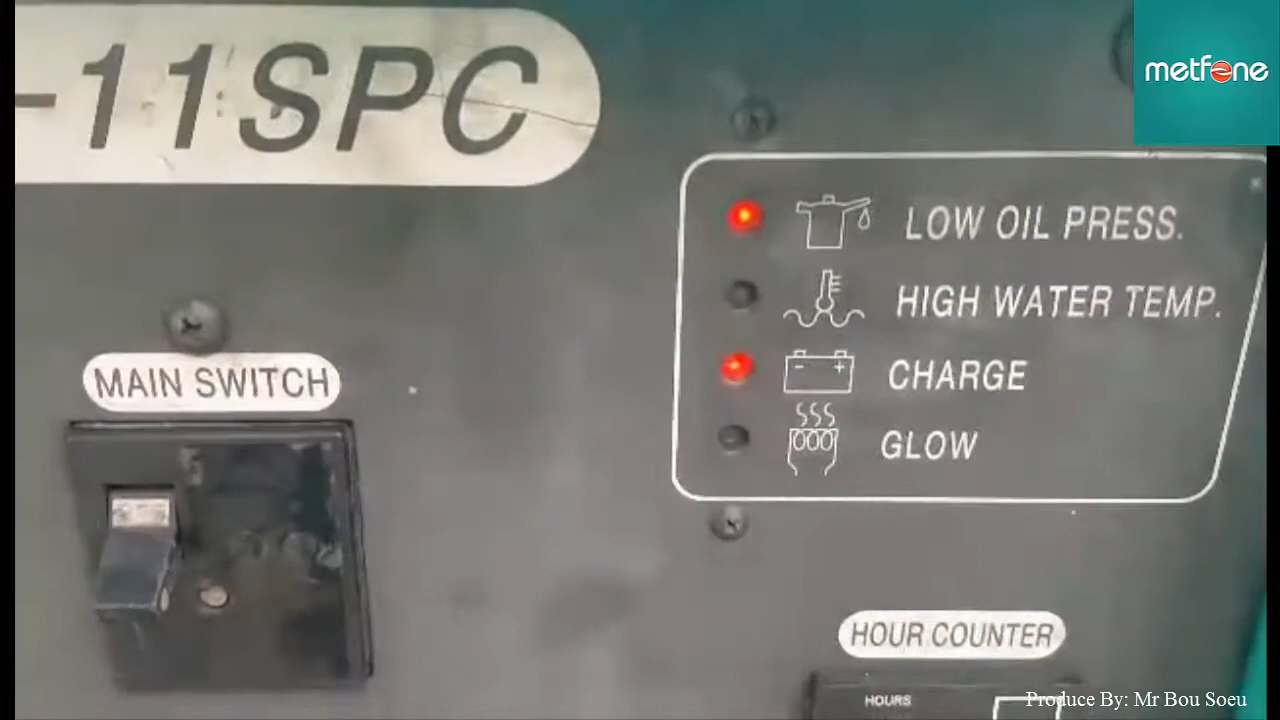 -11SPC
metfone
LOW OIL PRESS.
HIGH WATER TEMP.
MAIN SWITCH
- +
CHARGE
GLOW
HOUR COUNTER
HOURS
Produce By: Mr Bou Soeu